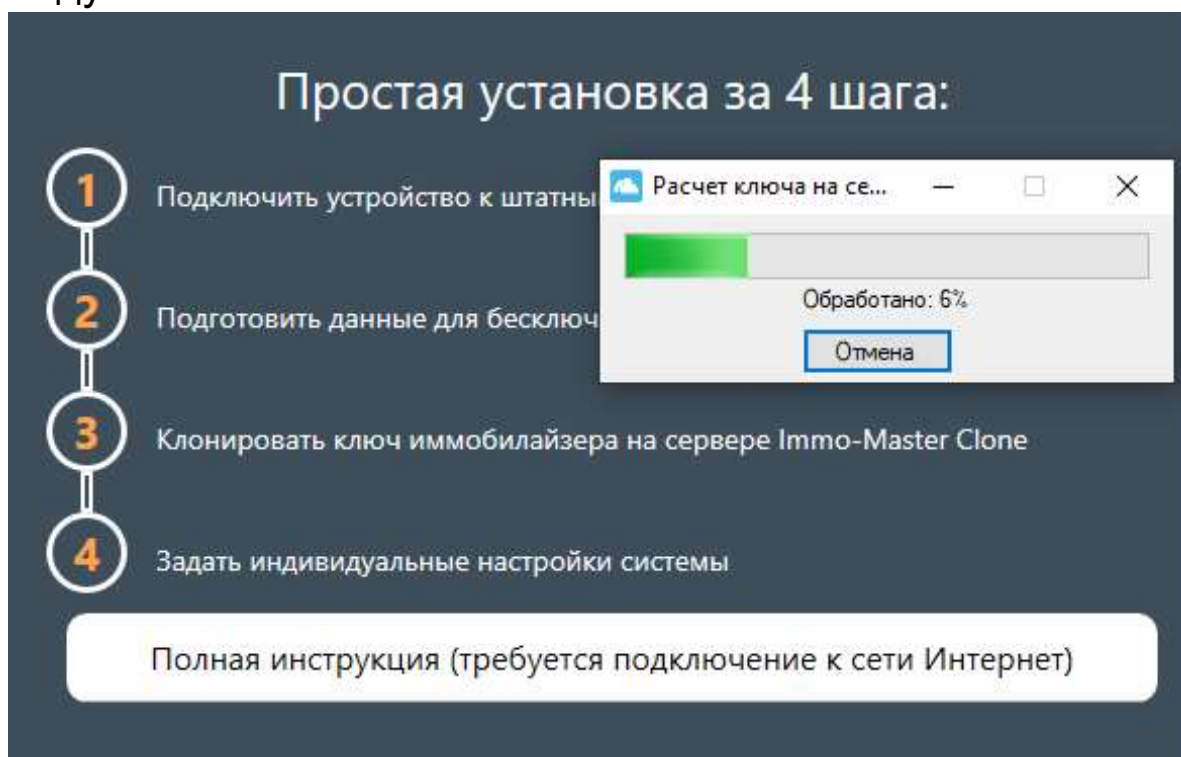 Простая установка за 4 шага:
1 Подключить устройство к
Расчет ключа на се...
Обработано: 6%
Отмена
2 Подготовить данные для
3 Клонировать ключ иммобилайзера на сервере Immo-Master Clone
4 Задать индивидуальные настройки системы
Полная инструкция (требуется подключение к сети Интернет)